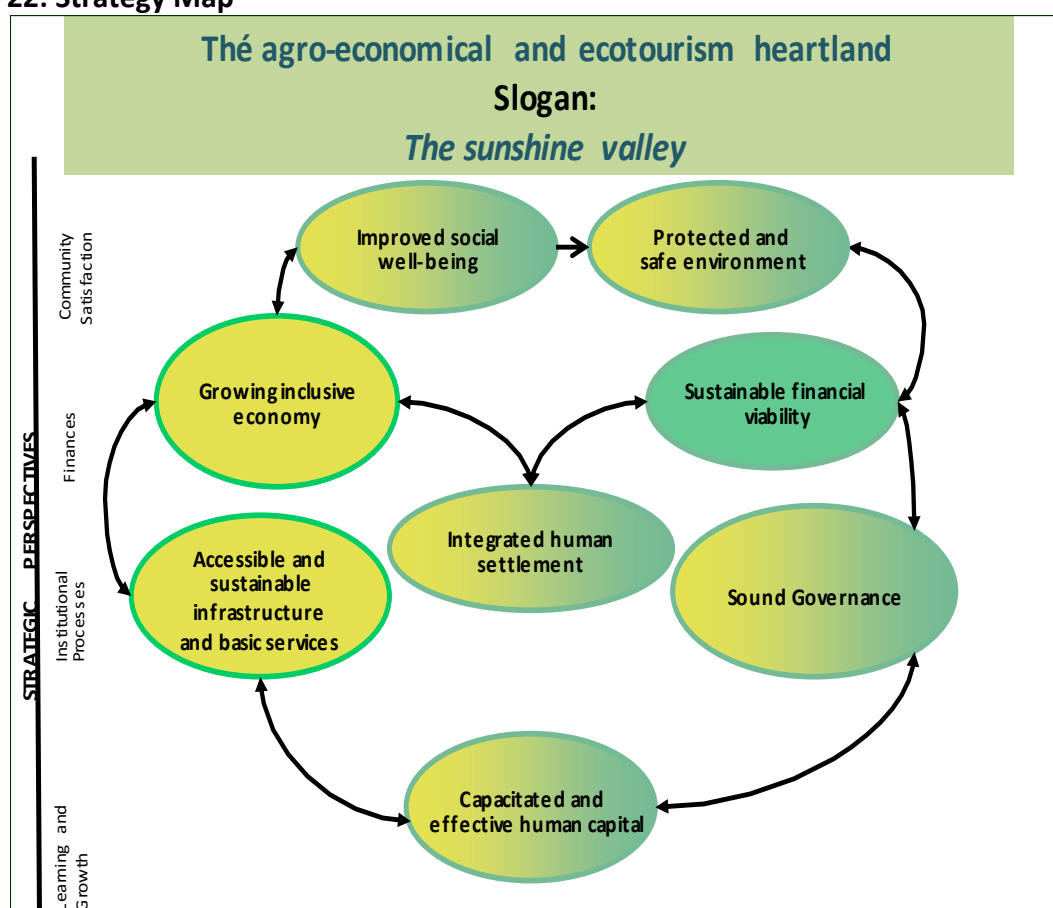 22. Strategy Map
Thé agro-economical and ecotourism heartland
Slogan:
The sunshine valley
Community
Satisfaction
Improved social
well-being
Protected and
safe environment
Finances
Growing inclusive
economy
Sustainable financial
viability
STRATEGIC PERSPECTIVES
Institutional
Processes
Accessible and
sustainable
infrastructure
and basic services
Integrated human
settlement
Sound Governance
Learning and
Growth
Capacitated and
effective human capital